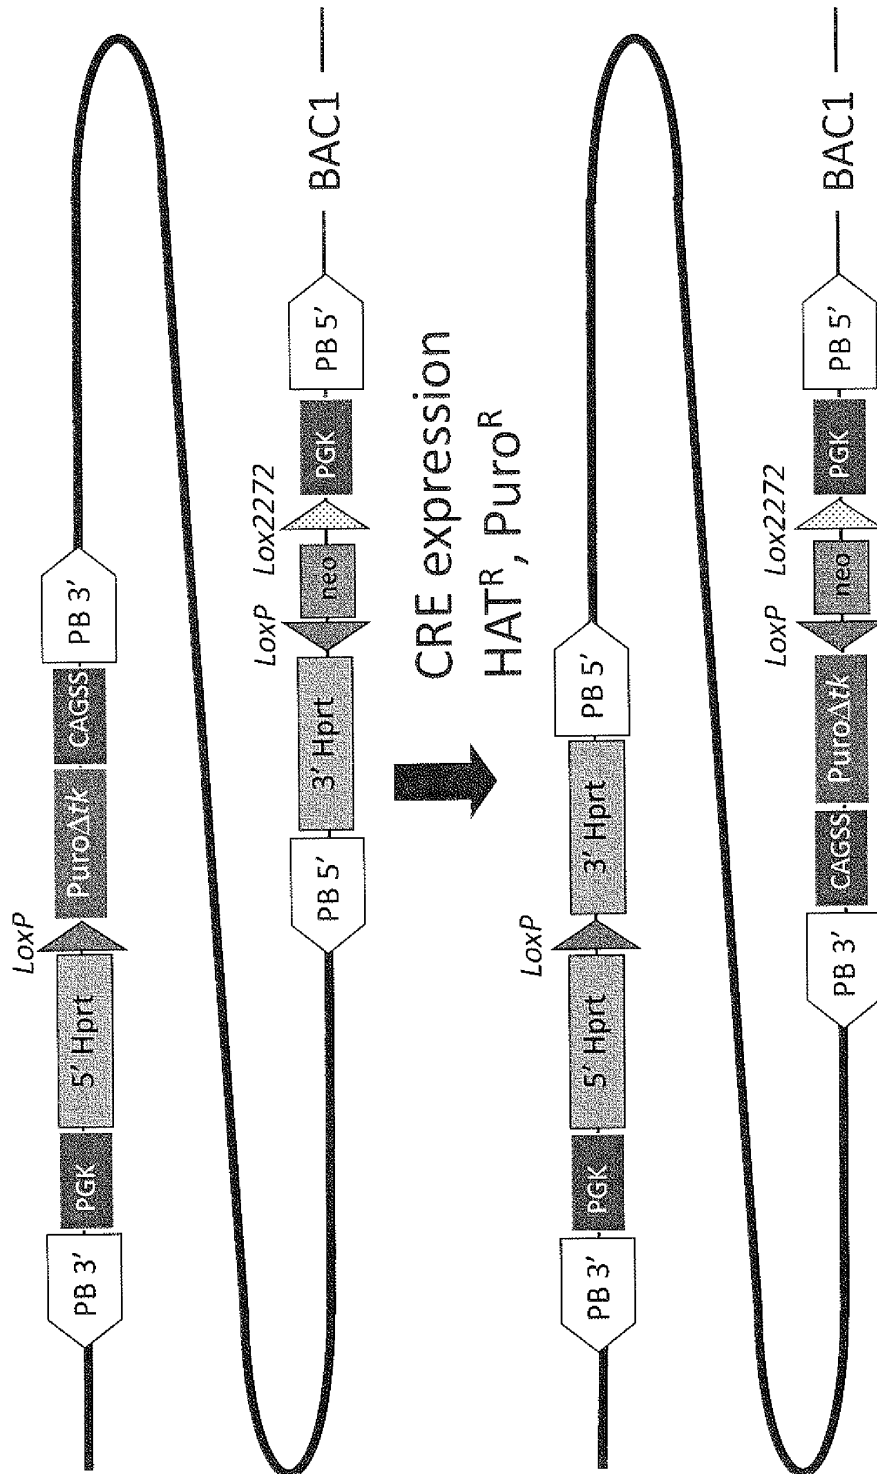 LoxP
PB 3′
PGK
5′ Hprt
PuroΔtk
CAGSS
PB 3′
LoxP
Lox2272
PB 5′
3′ Hprt
neo
PGK
PB 5′
BAC1
CRE expression
HATᴿ, Puroᴿ
LoxP
PB 3′
PGK
5′ Hprt
3′ Hprt
PB 5′
LoxP
Lox2272
PB 3′
CAGSS
PuroΔtk
neo
PGK
PB 5′
BAC1